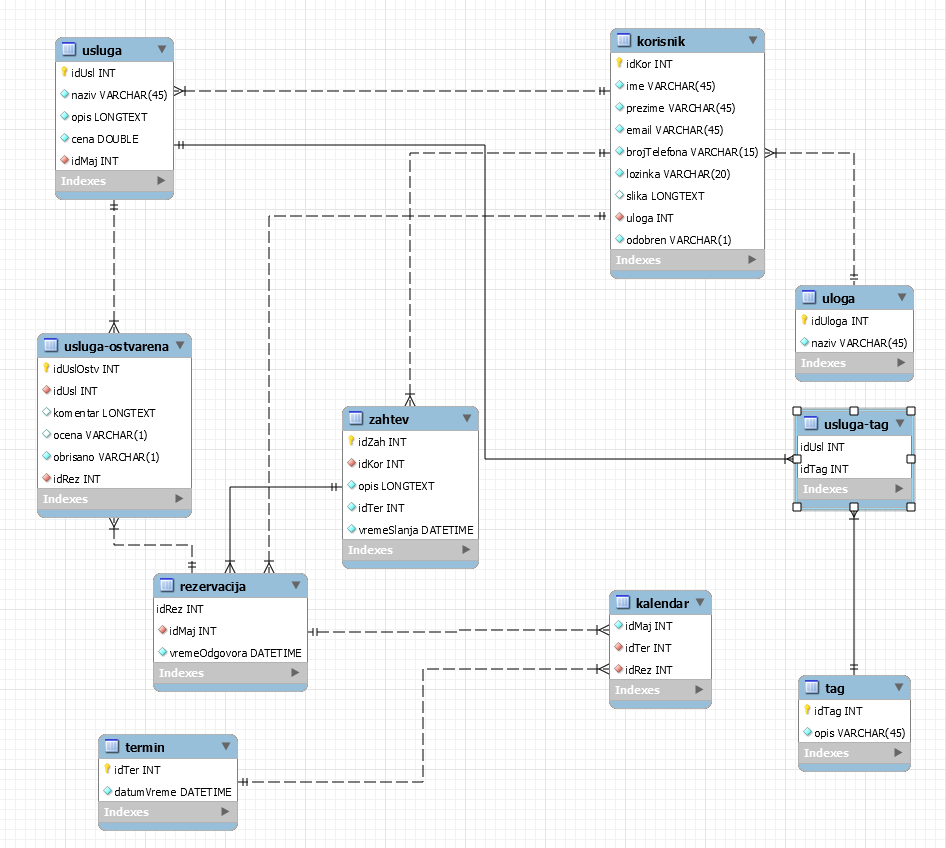 usluga
idUsl INT
naziv VARCHAR(45)
opis LONGTEXT
cena DOUBLE
idMaj INT
Indexes
korisnik
idKor INT
ime VARCHAR(45)
prezime VARCHAR(45)
email VARCHAR(45)
brojTelefona VARCHAR(15)
lozinka VARCHAR(20)
slika LONGTEXT
uloga INT
odobren VARCHAR(1)
Indexes
uloga
idUloga INT
naziv VARCHAR(45)
Indexes
usluga-ostvarena
idUslOstv INT
idUsl INT
komentar LONGTEXT
ocena VARCHAR(1)
obrisano VARCHAR(1)
idRez INT
Indexes
zahtev
idZah INT
idKor INT
opis LONGTEXT
idTer INT
vremeSlanja DATETIME
Indexes
usluga-tag
idUsl INT
idTag INT
Indexes
rezervacija
idRez INT
idMaj INT
vremeOdgovora DATETIME
Indexes
kalendar
idMaj INT
idTer INT
idRez INT
Indexes
tag
idTag INT
opis VARCHAR(45)
Indexes
termin
idTer INT
datumVreme DATETIME
Indexes